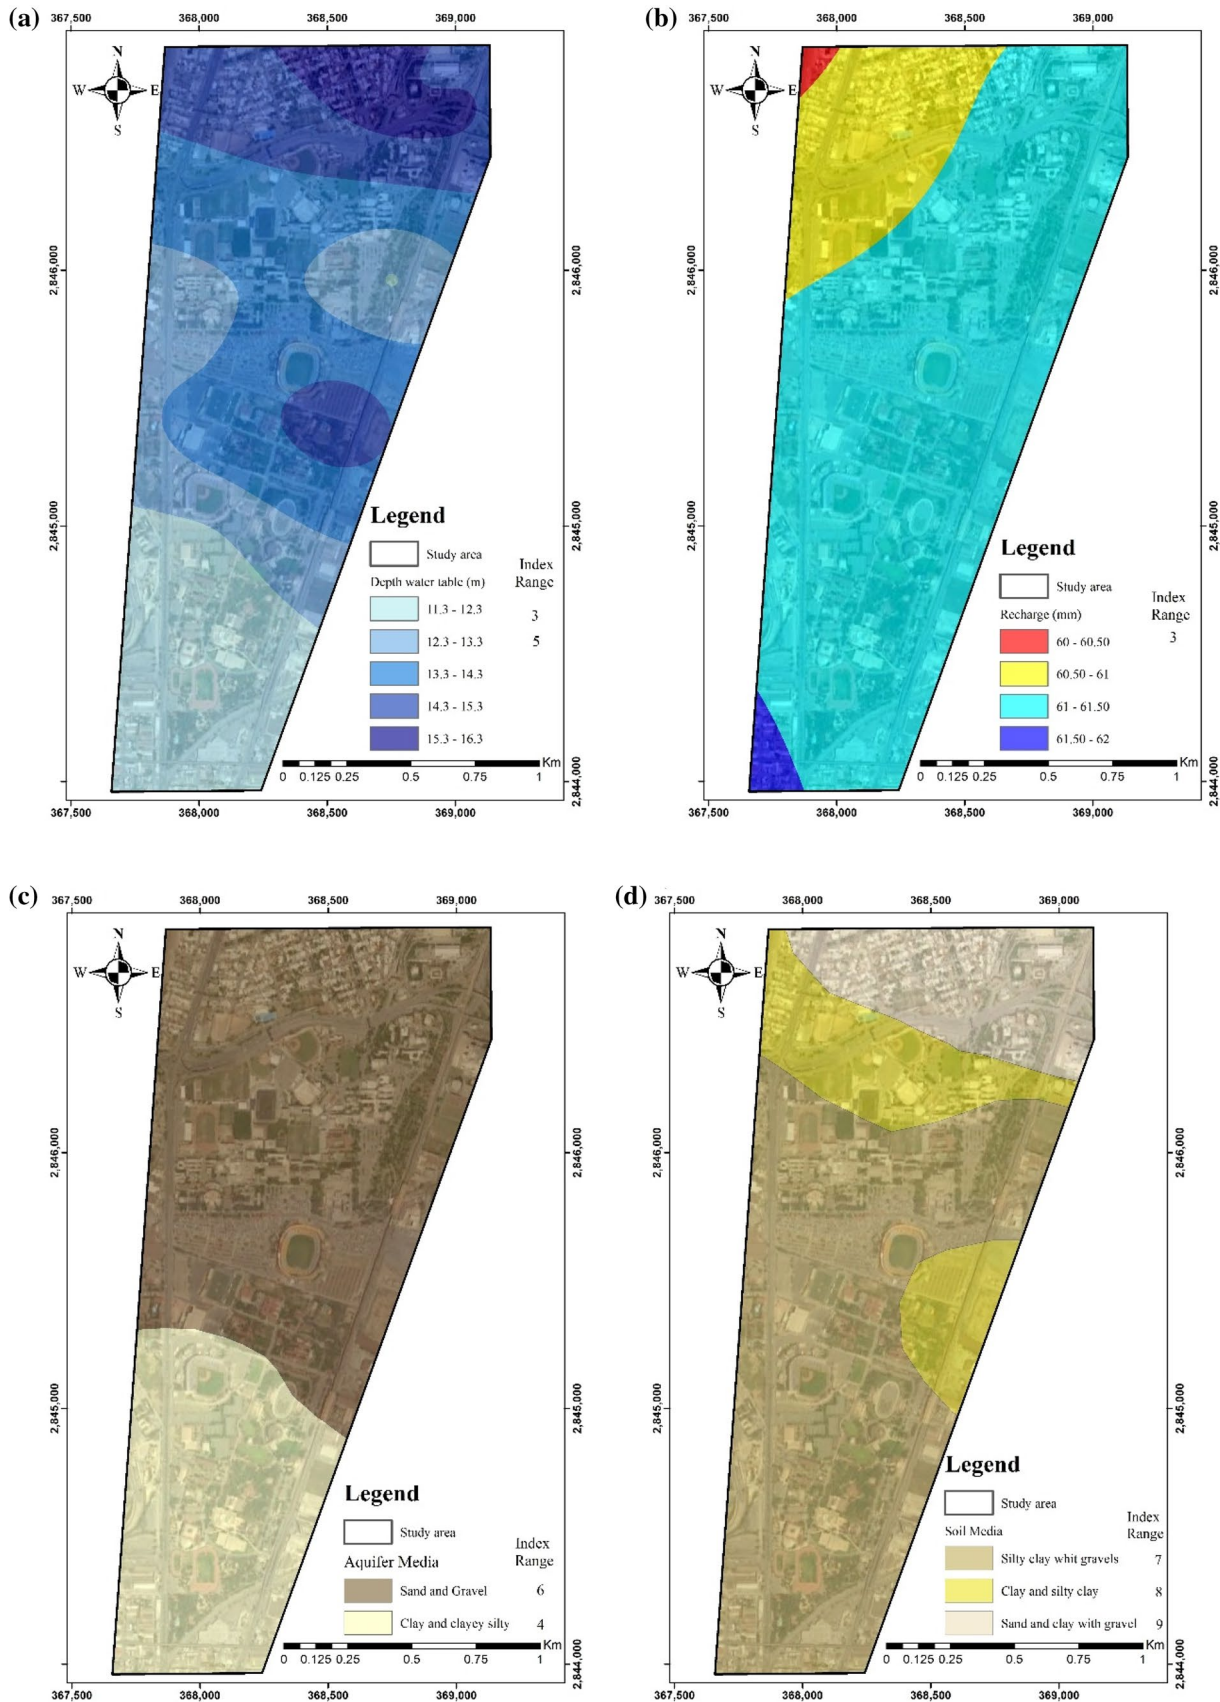 (a)
367,500 368,000 368,500 369,000
N
W E
S
2,846,000 2,846,000
2,845,000 2,845,000
2,844,000
Legend
Study area
Depth water table (m)
Index
Range
11.3 - 12.3
3
12.3 - 13.3
5
13.3 - 14.3
14.3 - 15.3
15.3 - 16.3
Km
0 0.125 0.25 0.5 0.75 1
367,500 368,000 368,500 369,000
(b)
367,500 368,000 368,500 369,000
N
W E
S
2,846,000 2,846,000
2,845,000 2,845,000
2,844,000
Legend
Study area
Index
Range
Recharge (mm)
3
60 - 60.50
60.50 - 61
61 - 61.50
61.50 - 62
Km
0 0.125 0.25 0.5 0.75 1
367,500 368,000 368,500 369,000
(c)
367,500 368,000 368,500 369,000
N
W E
S
2,846,000 2,846,000
2,845,000 2,845,000
2,844,000
Legend
Study area
Index
Range
Aquifer Media
Sand and Gravel 6
Clay and clayey silty 4
Km
0 0.125 0.25 0.5 0.75 1
367,500 368,000 368,500 369,000
(d)
367,500 368,000 368,500 369,000
N
W E
S
2,846,000 2,846,000
2,845,000 2,845,000
2,844,000
Legend
Study area
Index
Range
Soil Media
Silty clay whit gravels 7
Clay and silty clay 8
Sand and clay with gravel 9
Km
0 0.125 0.25 0.5 0.75 1
367,500 368,000 368,500 369,000